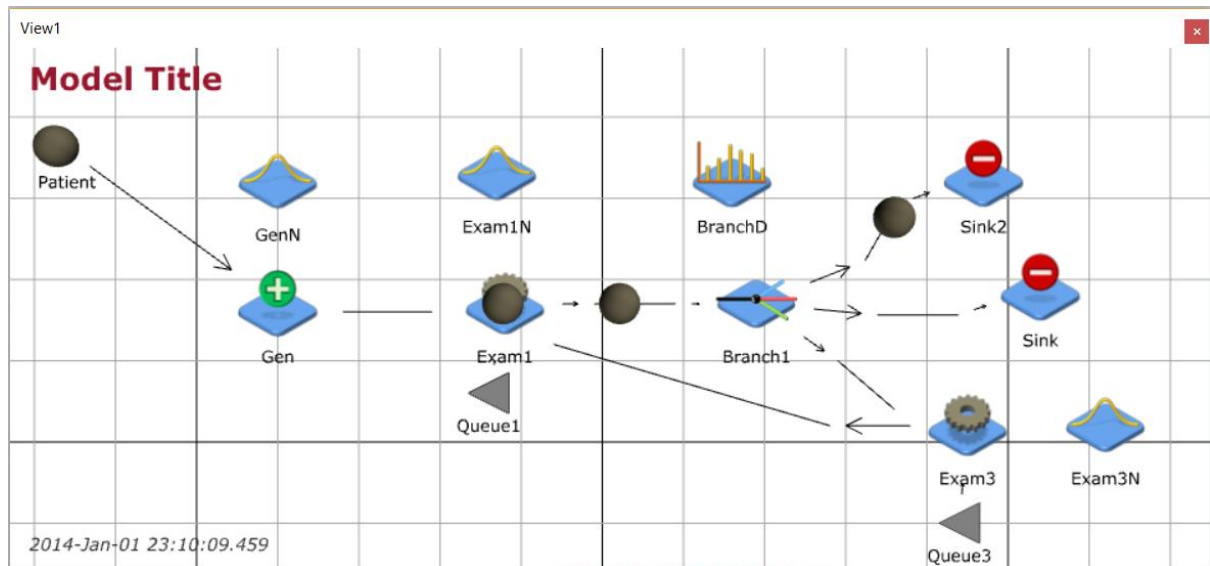 View1
Model Title
Patient
GenN
Exam1N
BranchD
Sink2
Gen
Exam1
Branch1
Sink
Queue1
Exam3
Exam3N
2014-Jan-01 23:10:09.459
Queue3